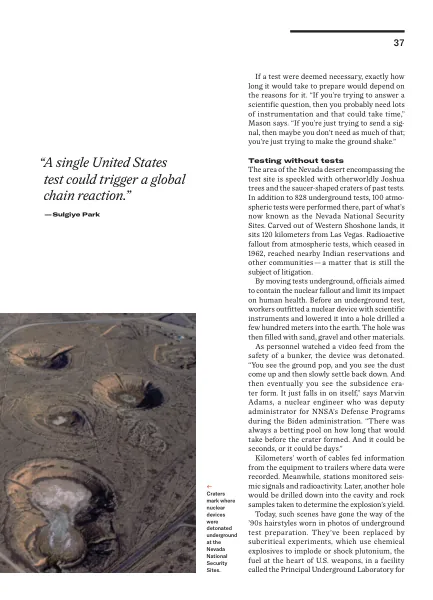 37
“A single United States
test could trigger a global
chain reaction.”
—Sulgiye Park
If a test were deemed necessary, exactly how
long it would take to prepare would depend on
the reasons for it. “If you’re trying to answer a
scientific question, then you probably need lots
of instrumentation and that could take time,”
Mason says. “If you’re just trying to send a sig-
nal, then maybe you don’t need as much of that;
you’re just trying to make the ground shake.”
Testing without tests
The area of the Nevada desert encompassing the
test site is speckled with otherworldly Joshua
trees and the saucer-shaped craters of past tests.
In addition to 828 underground tests, 100 atmo-
spheric tests were performed there, part of what’s
now known as the Nevada National Security
Sites. Carved out of Western Shoshone lands, it
sits 120 kilometers from Las Vegas. Radioactive
fallout from atmospheric tests, which ceased in
1962, reached nearby Indian reservations and
other communities—a matter that is still the
subject of litigation.
By moving tests underground, officials aimed
to contain the nuclear fallout and limit its impact
on human health. Before an underground test,
workers outfitted a nuclear device with scientific
instruments and lowered it into a hole drilled a
few hundred meters into the earth. The hole was
then filled with sand, gravel and other materials.
As personnel watched a video feed from the
safety of a bunker, the device was detonated.
“You see the ground pop, and you see the dust
come up and then slowly settle back down. And
then eventually you see the subsidence cra-
ter form. It just falls in on itself,” says Marvin
Adams, a nuclear engineer who was deputy
administrator for NNSA’s Defense Programs
during the Biden administration. “There was
always a betting pool on how long that would
take before the crater formed. And it could be
seconds, or it could be days.”
Kilometers’ worth of cables fed information
from the equipment to trailers where data were
recorded. Meanwhile, stations monitored seis-
mic signals and radioactivity. Later, another hole
would be drilled down into the cavity and rock
samples taken to determine the explosion’s yield.
Today, such scenes have gone the way of the
’90s hairstyles worn in photos of underground
test preparation. They’ve been replaced by
subcritical experiments, which use chemical
explosives to implode or shock plutonium, the
fuel at the heart of U.S. weapons, in a facility
called the Principal Underground Laboratory for
←
Craters
mark where
nuclear
devices
were
detonated
underground
at the
Nevada
National
Security
Sites.